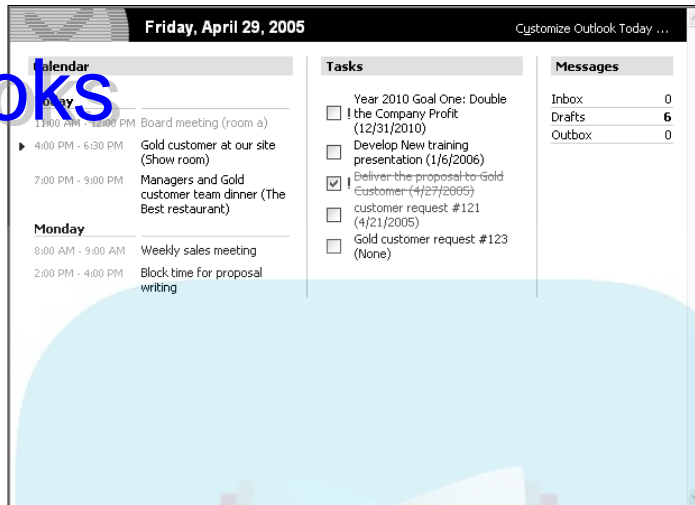 Friday, April 29, 2005
Customize Outlook Today ...
Calendar
Today
11:00 AM - 12:00 PM Board meeting (room a)
4:00 PM - 6:30 PM Gold customer at our site
(Show room)
7:00 PM - 9:00 PM Managers and Gold
customer team dinner (The
Best restaurant)
Monday
8:00 AM - 9:00 AM Weekly sales meeting
2:00 PM - 4:00 PM Block time for proposal
writing
Tasks
Year 2010 Goal One: Double
! the Company Profit
(12/31/2010)
Develop New training
presentation (1/6/2006)
! Deliver the proposal to Gold
Customer (4/27/2005)
customer request #121
(4/21/2005)
Gold customer request #123
(None)
Messages
Inbox 0
Drafts 6
Outbox 0
oks